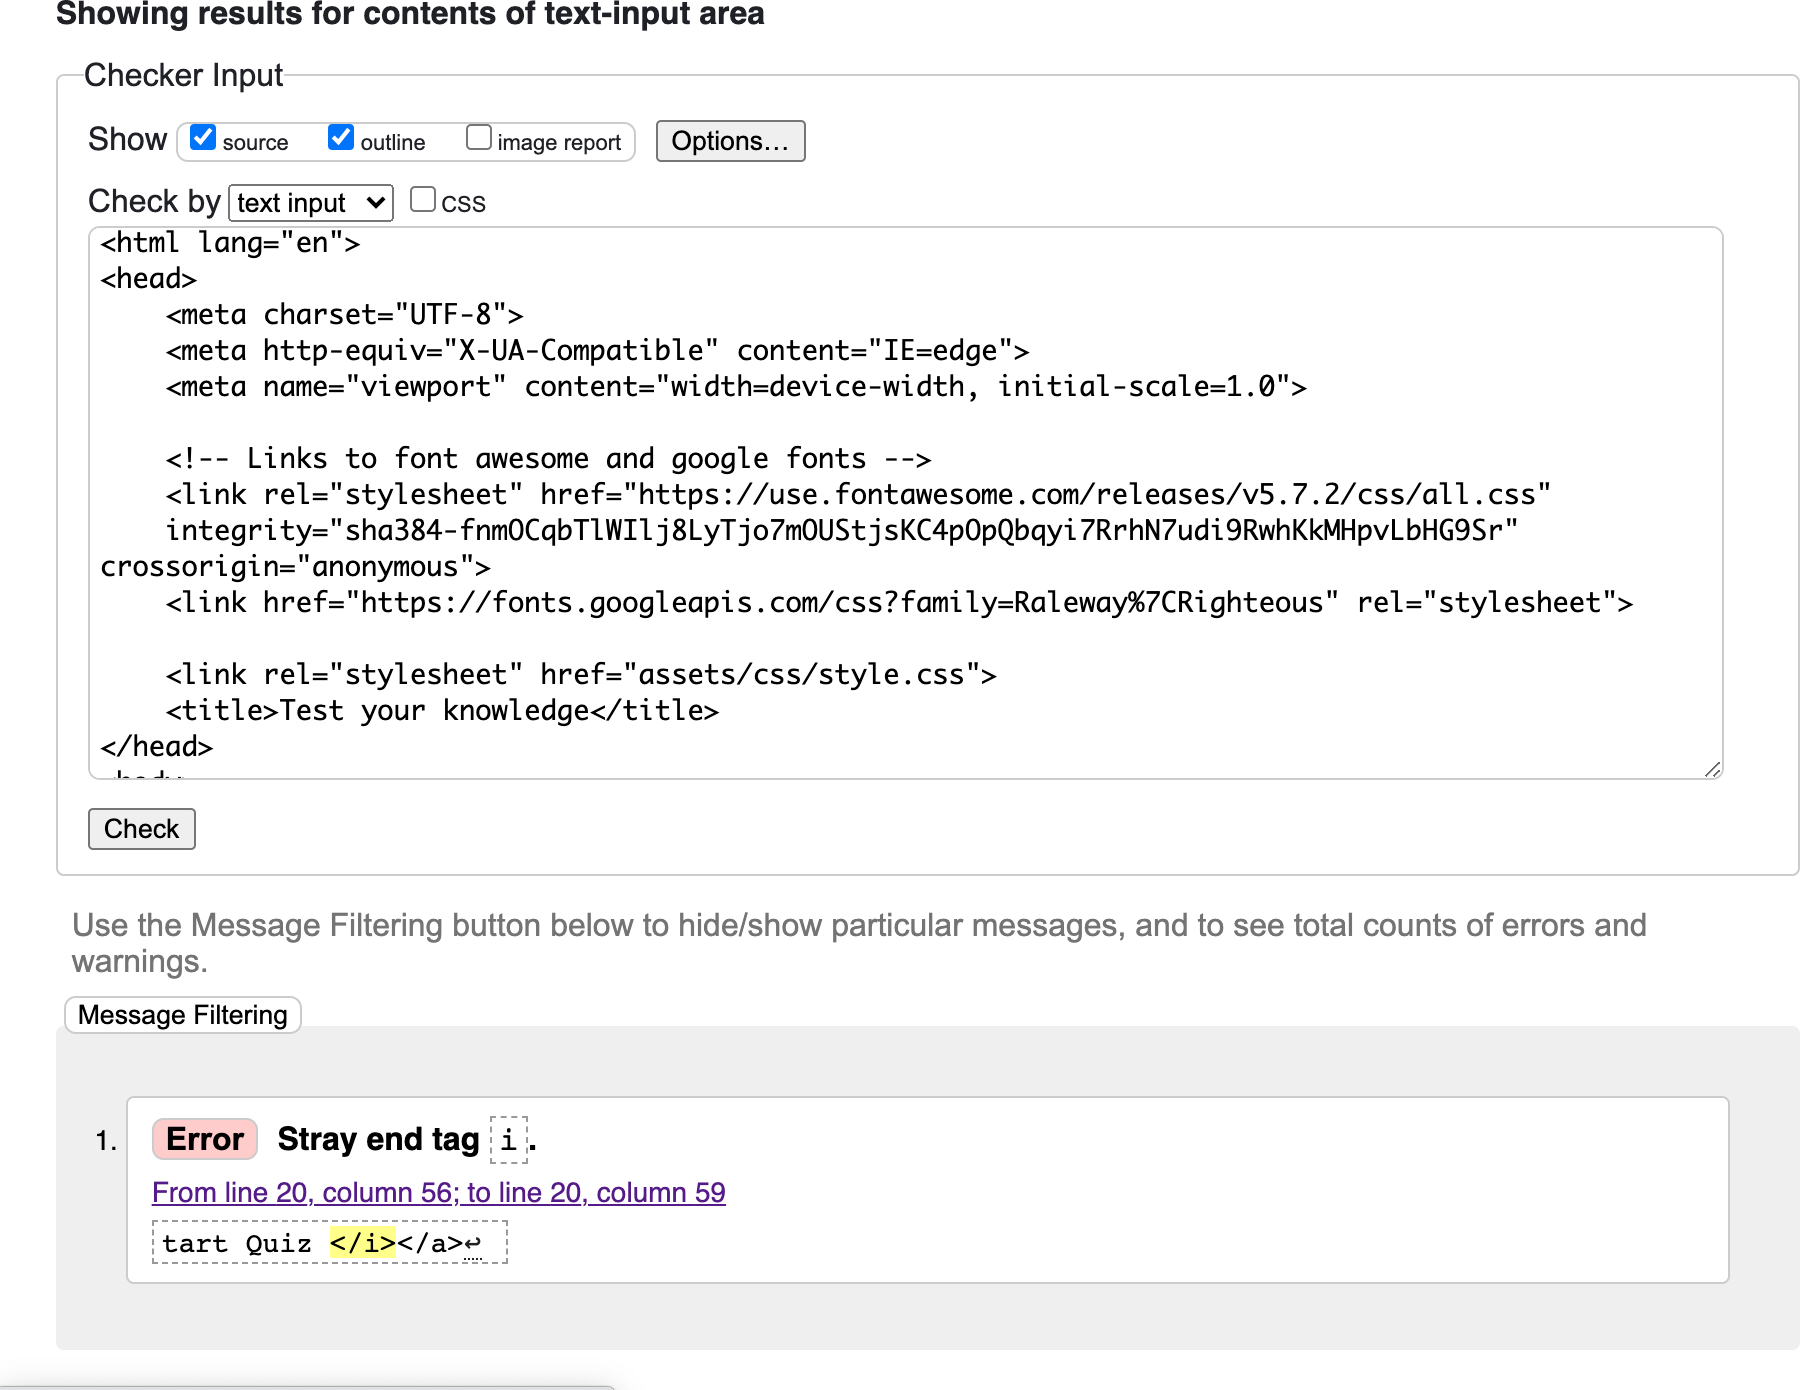 Showing results for contents of text-input area
Checker Input
Show source outline image report Options...
Check by text input css
<html lang="en">
<head>
    <meta charset="UTF-8">
    <meta http-equiv="X-UA-Compatible" content="IE=edge">
    <meta name="viewport" content="width=device-width, initial-scale=1.0">
    <!-- Links to font awesome and google fonts -->
    <link rel="stylesheet" href="https://use.fontawesome.com/releases/v5.7.2/css/all.css"
    integrity="sha384-fnmOCqbTlWIlj8LyTjo7mOUStjsKC4pOpQbqyi7RrhN7udi9RwhKkMHpvLbHG9Sr"
crossorigin="anonymous">
    <link href="https://fonts.googleapis.com/css?family=Raleway%7CRighteous" rel="stylesheet">
    <link rel="stylesheet" href="assets/css/style.css">
    <title>Test your knowledge</title>
</head>
Check
Use the Message Filtering button below to hide/show particular messages, and to see total counts of errors and
warnings.
Message Filtering
1. Error Stray end tag i.
From line 20, column 56; to line 20, column 59
tart Quiz </i></a>↩